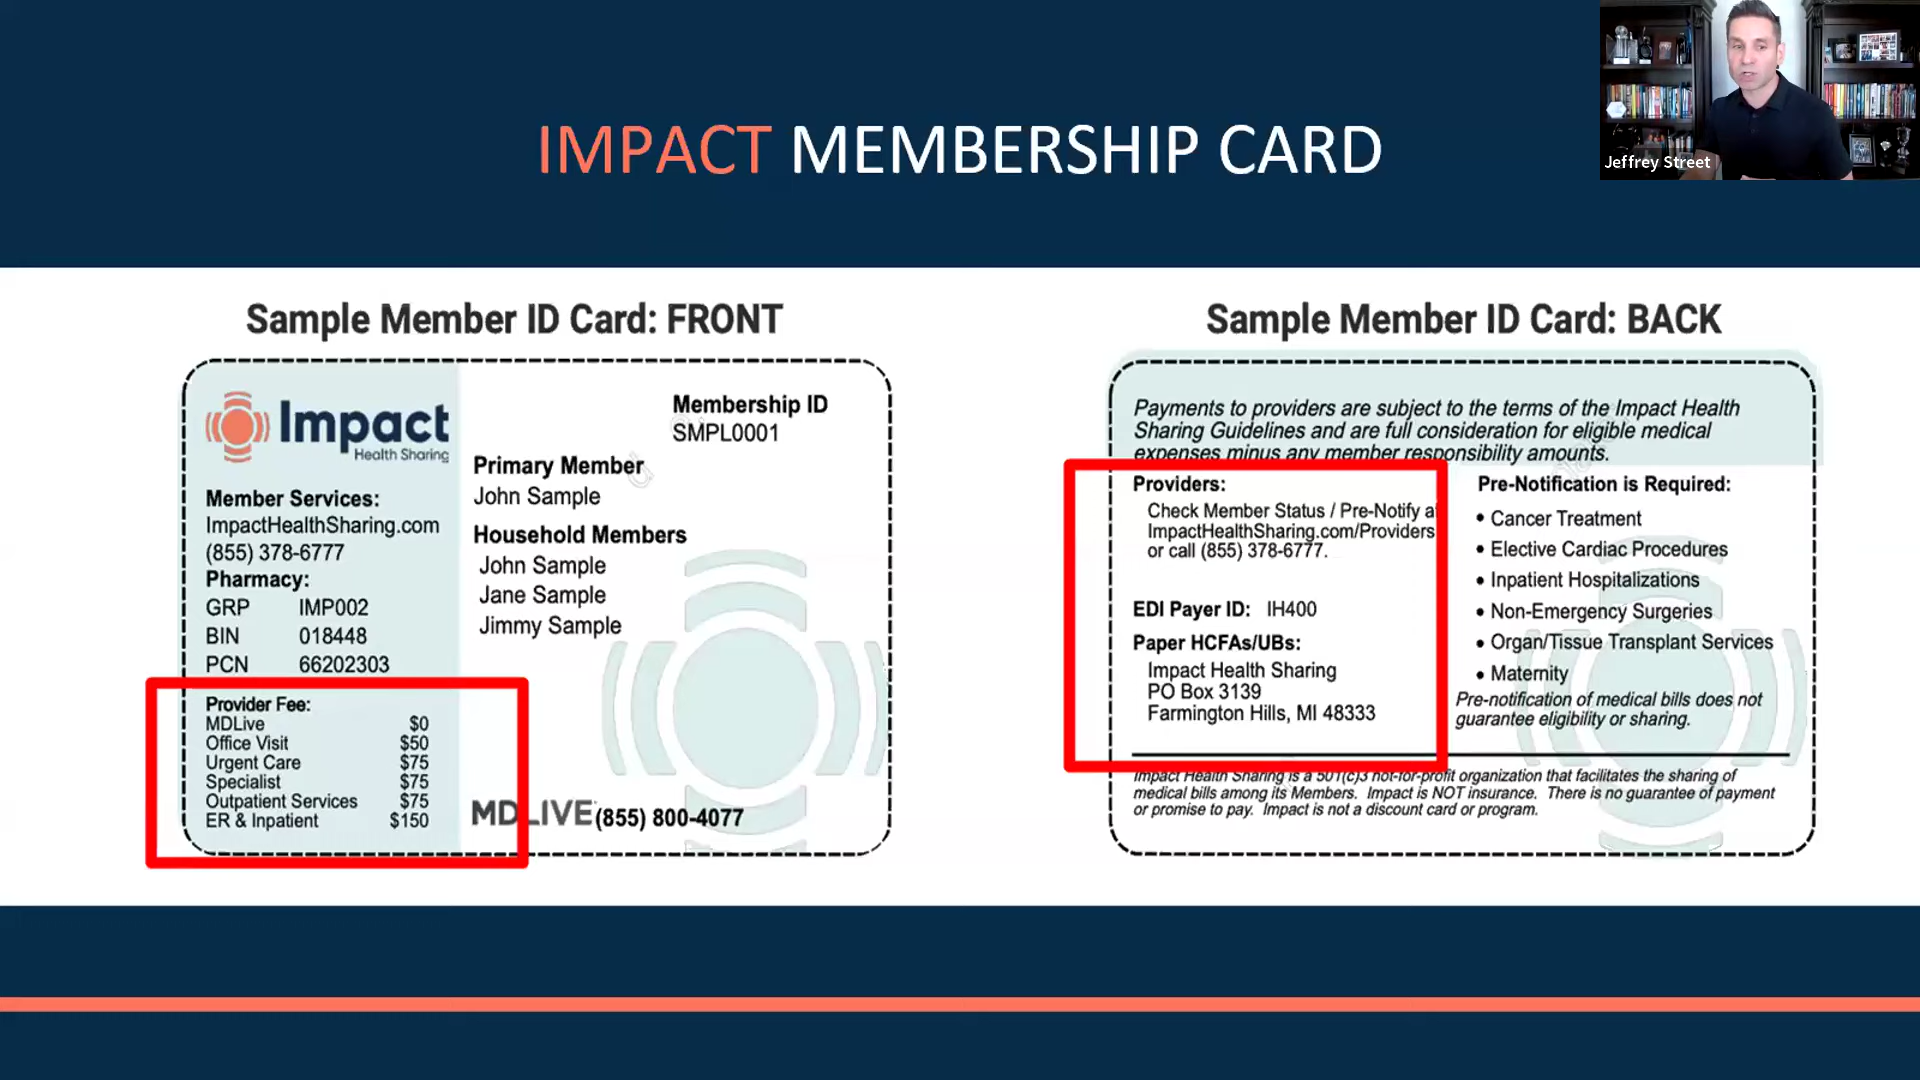 IMPACT MEMBERSHIP CARD
Jeffrey Street
Sample Member ID Card: FRONT
Impact
Health Sharing
Membership ID
SMPL0001
Primary Member
John Sample
Household Members
John Sample
Jane Sample
Jimmy Sample
Member Services:
ImpactHealthSharing.com
(855) 378-6777
Pharmacy:
GRP IMP002
BIN 018448
PCN 66202303
Provider Fee:
MDLive $0
Office Visit $50
Urgent Care $75
Specialist $75
Outpatient Services $75
ER & Inpatient $150
MDLIVE (855) 800-4077
Sample Member ID Card: BACK
Payments to providers are subject to the terms of the Impact Health
Sharing Guidelines and are full consideration for eligible medical
expenses minus any member responsibility amounts.
Providers:
Check Member Status / Pre-Notify a
ImpactHealthSharing.com/Providers
or call (855) 378-6777.
EDI Payer ID: IH400
Paper HCFAs/UBs:
Impact Health Sharing
PO Box 3139
Farmington Hills, MI 48333
Pre-Notification is Required:
• Cancer Treatment
• Elective Cardiac Procedures
• Inpatient Hospitalizations
• Non-Emergency Surgeries
• Organ/Tissue Transplant Services
• Maternity
Pre-notification of medical bills does not
guarantee eligibility or sharing.
Impact Health Sharing is a 501(c)3 not-for-profit organization that facilitates the sharing of
medical bills among its Members. Impact is NOT insurance. There is no guarantee of payment
or promise to pay. Impact is not a discount card or program.